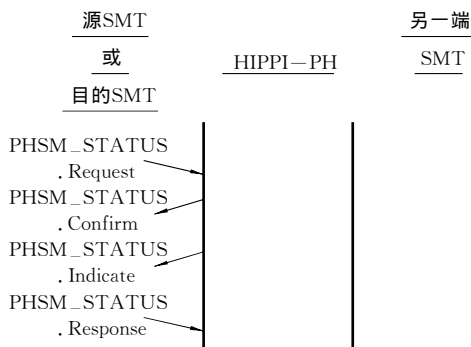 源SMT
或
目的SMT
HIPPI—PH
另一端
SMT
PHSM_STATUS
.Request
PHSM_STATUS
.Confirm
PHSM_STATUS
.Indicate
PHSM_STATUS
.Response